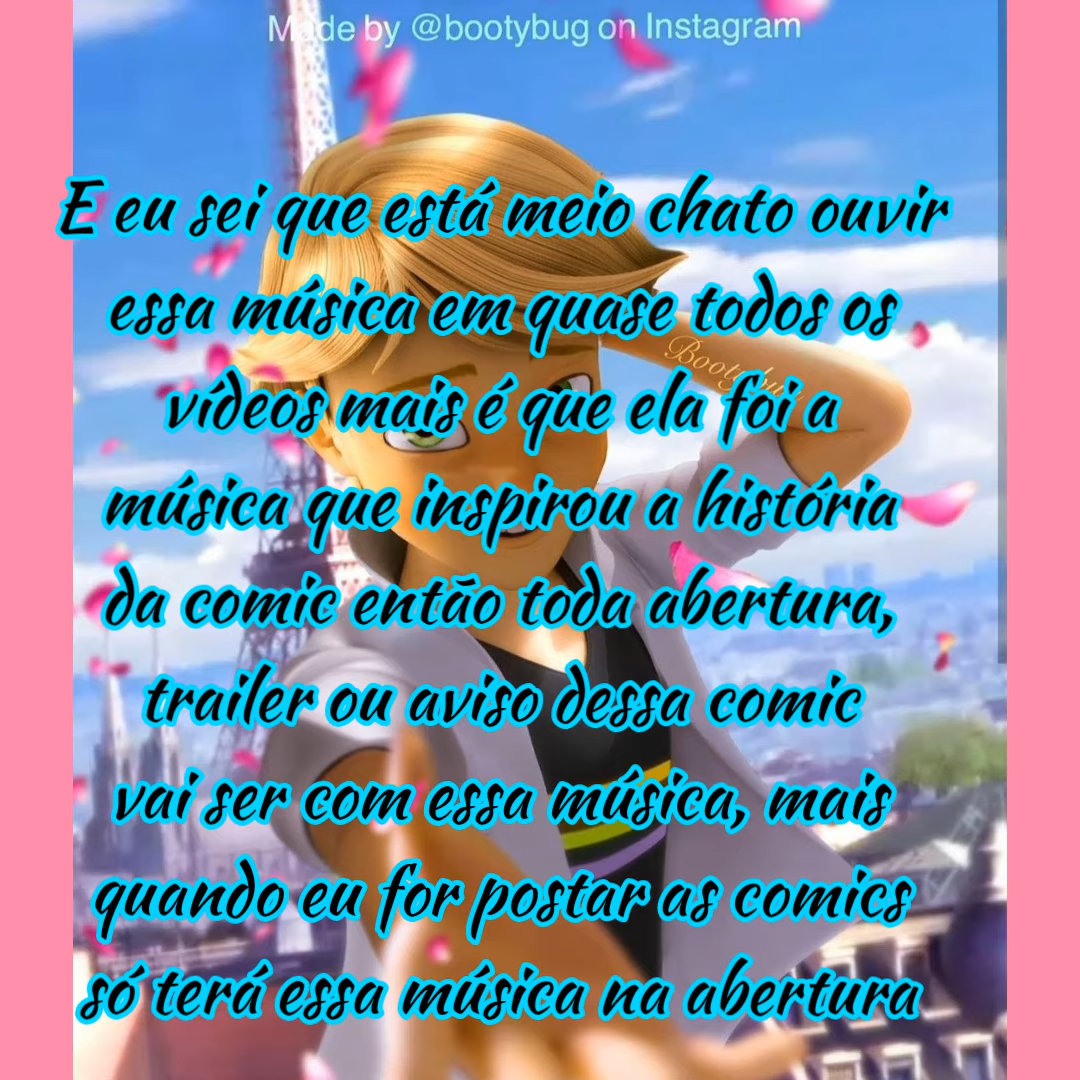 Made by @bootybug on Instagram
E eu sei que está meio chato ouvir
essa música em quase todos os
Bootybug
vídeos mais é que ela foi a
música que inspirou a história
da comic então toda abertura,
trailer ou aviso dessa comic
vai ser com essa música, mais
quando eu for postar as comics
só terá essa música na abertura